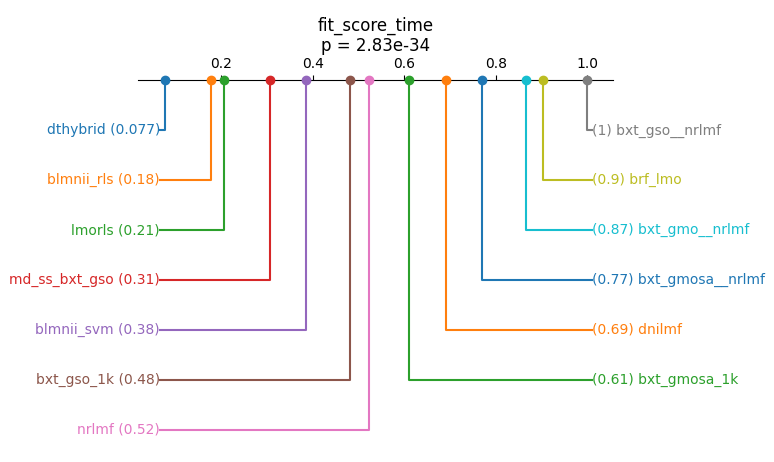 fit_score_time
p = 2.83e-34
0.2 0.4 0.6 0.8 1.0
dthybrid (0.077) (1) bxt_gso__nrlmf
blmnii_rls (0.18) (0.9) brf_lmo
lmorls (0.21) (0.87) bxt_gmo__nrlmf
md_ss_bxt_gso (0.31) (0.77) bxt_gmosa__nrlmf
blmnii_svm (0.38) (0.69) dnilmf
bxt_gso_1k (0.48) (0.61) bxt_gmosa_1k
nrlmf (0.52)